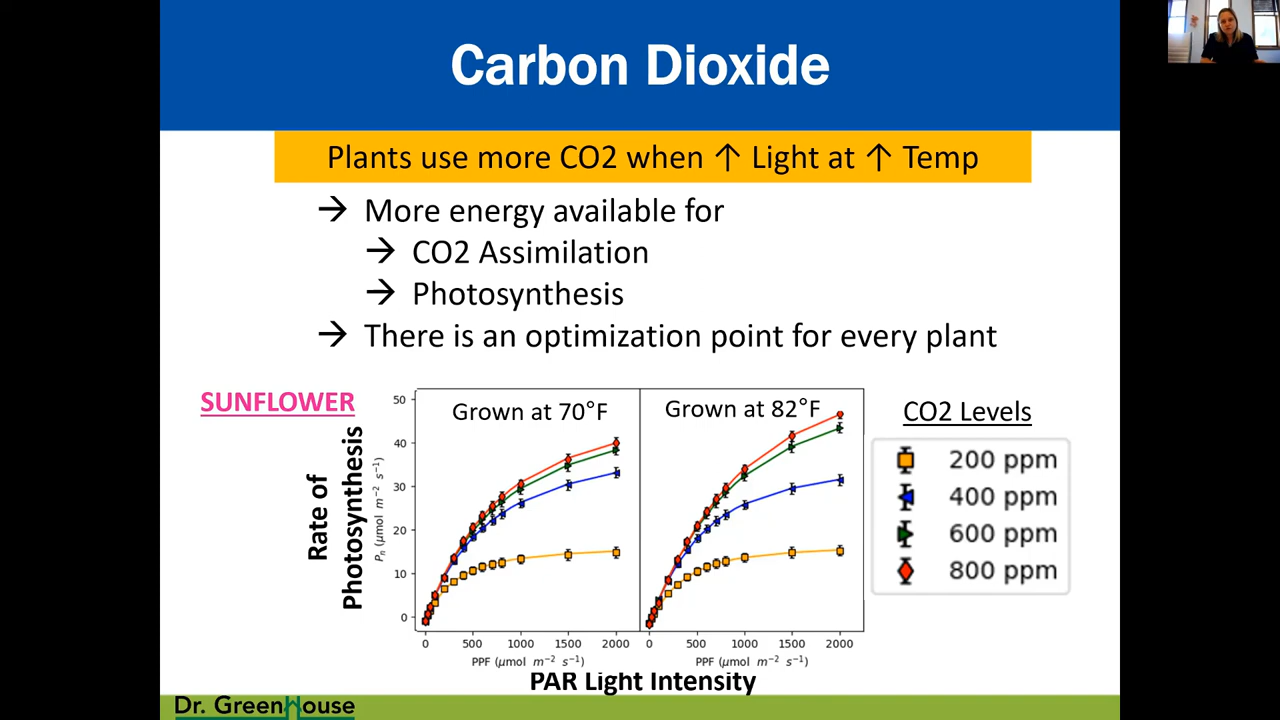 Carbon Dioxide
Plants use more CO2 when ↑ Light at ↑ Temp
→ More energy available for
→ CO2 Assimilation
→ Photosynthesis
→ There is an optimization point for every plant
SUNFLOWER
Rate of
Photosynthesis
Pn (μmol m−2 s−1)
50
40
30
20
10
0
Grown at 70°F
0 500 1000 1500 2000
PPF (μmol m−2 s−1)
Grown at 82°F
0 500 1000 1500 2000
PPF (μmol m−2 s−1)
PAR Light Intensity
CO2 Levels
200 ppm
400 ppm
600 ppm
800 ppm
Dr. GreenHouse